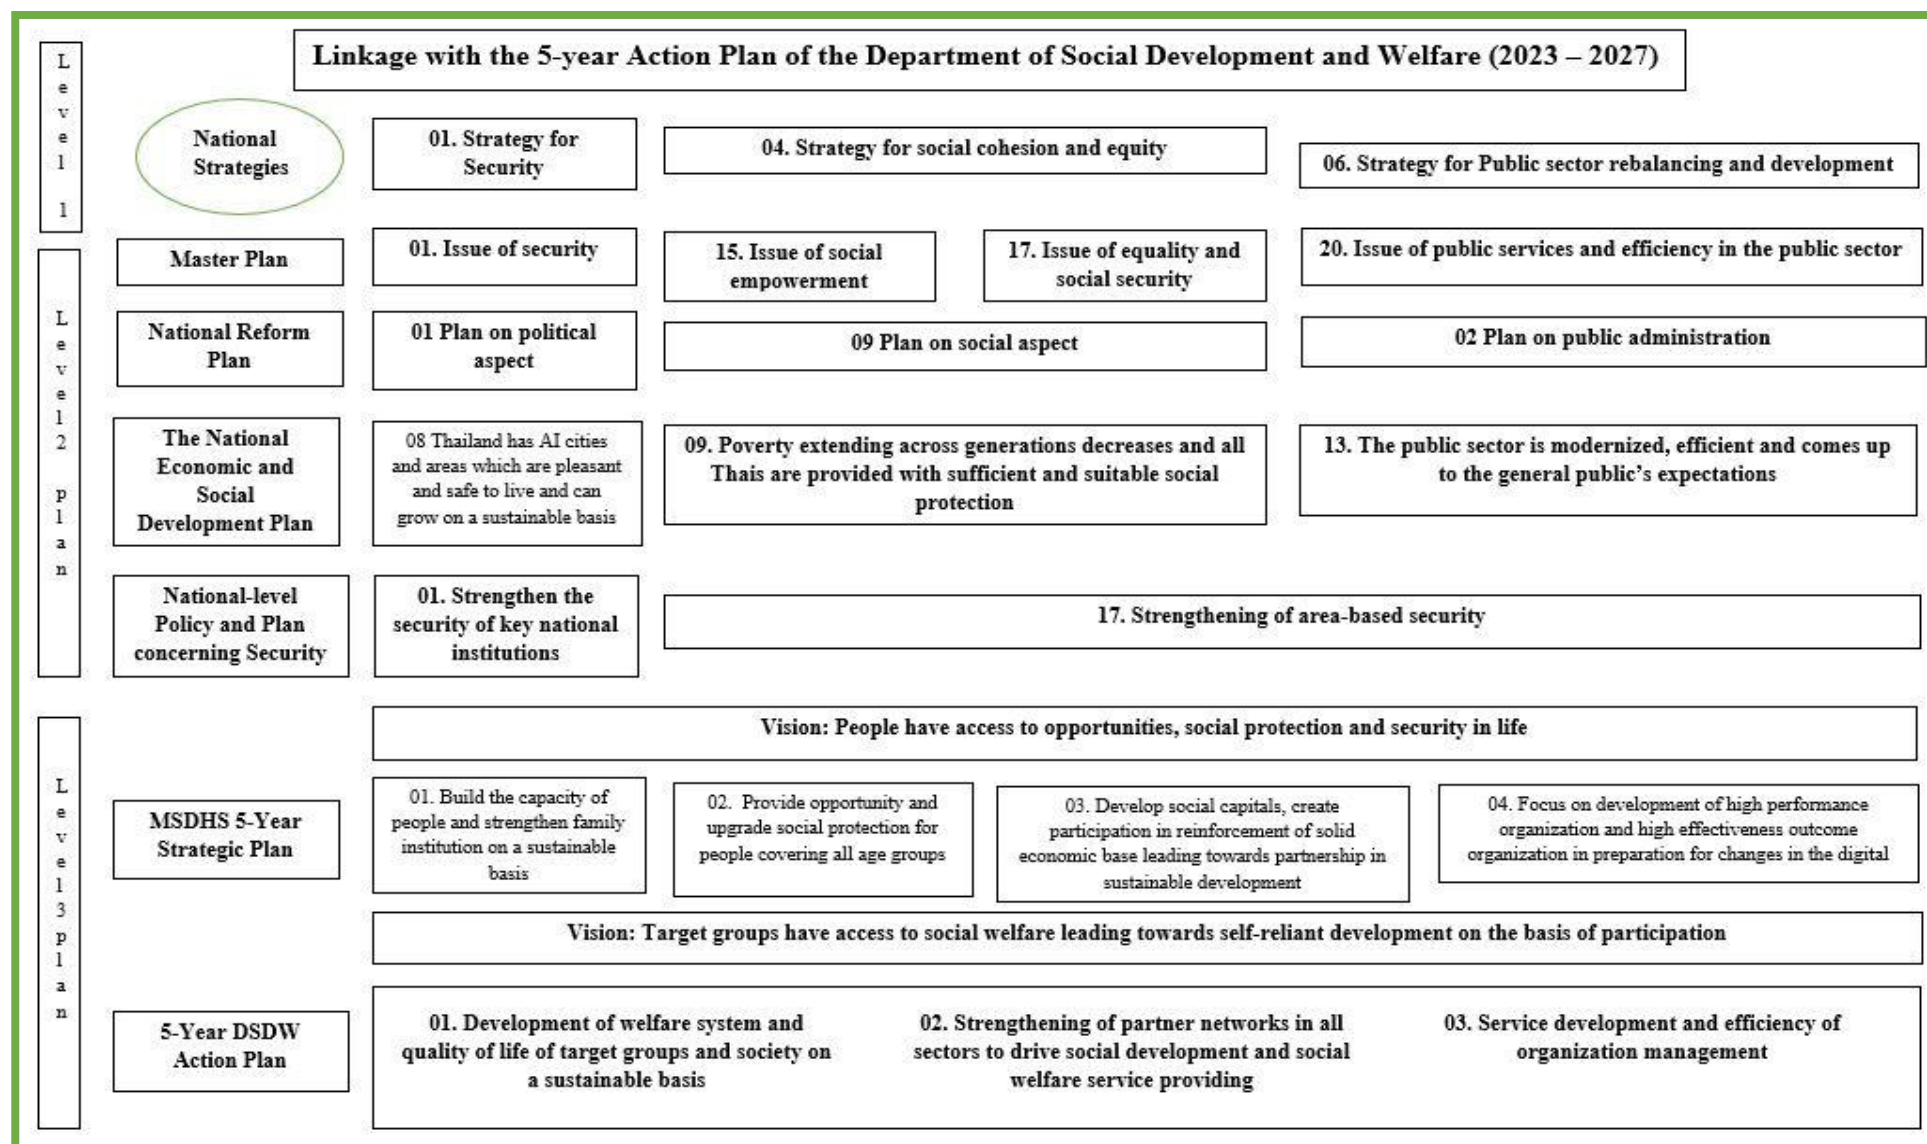 Linkage with the 5-year Action Plan of the Department of Social Development and Welfare (2023 – 2027)
Level 1
National
Strategies
01. Strategy for
Security
04. Strategy for social cohesion and equity
06. Strategy for Public sector rebalancing and development
Level2 plan
Master Plan
01. Issue of security
15. Issue of social
empowerment
17. Issue of equality and
social security
20. Issue of public services and efficiency in the public sector
National Reform
Plan
01 Plan on political
aspect
09 Plan on social aspect
02 Plan on public administration
The National
Economic and
Social
Development Plan
08 Thailand has AI cities
and areas which are pleasant
and safe to live and can
grow on a sustainable basis
09. Poverty extending across generations decreases and all
Thais are provided with sufficient and suitable social
protection
13. The public sector is modernized, efficient and comes up
to the general public’s expectations
National-level
Policy and Plan
concerning Security
01. Strengthen the
security of key national
institutions
17. Strengthening of area-based security
Level3plan
Vision: People have access to opportunities, social protection and security in life
MSDHS 5-Year
Strategic Plan
01. Build the capacity of
people and strengthen family
institution on a sustainable
basis
02. Provide opportunity and
upgrade social protection for
people covering all age groups
03. Develop social capitals, create
participation in reinforcement of solid
economic base leading towards partnership in
sustainable development
04. Focus on development of high performance
organization and high effectiveness outcome
organization in preparation for changes in the digital
Vision: Target groups have access to social welfare leading towards self-reliant development on the basis of participation
5-Year DSDW
Action Plan
01. Development of welfare system and
quality of life of target groups and society on
a sustainable basis
02. Strengthening of partner networks in all
sectors to drive social development and social
welfare service providing
03. Service development and efficiency of
organization management